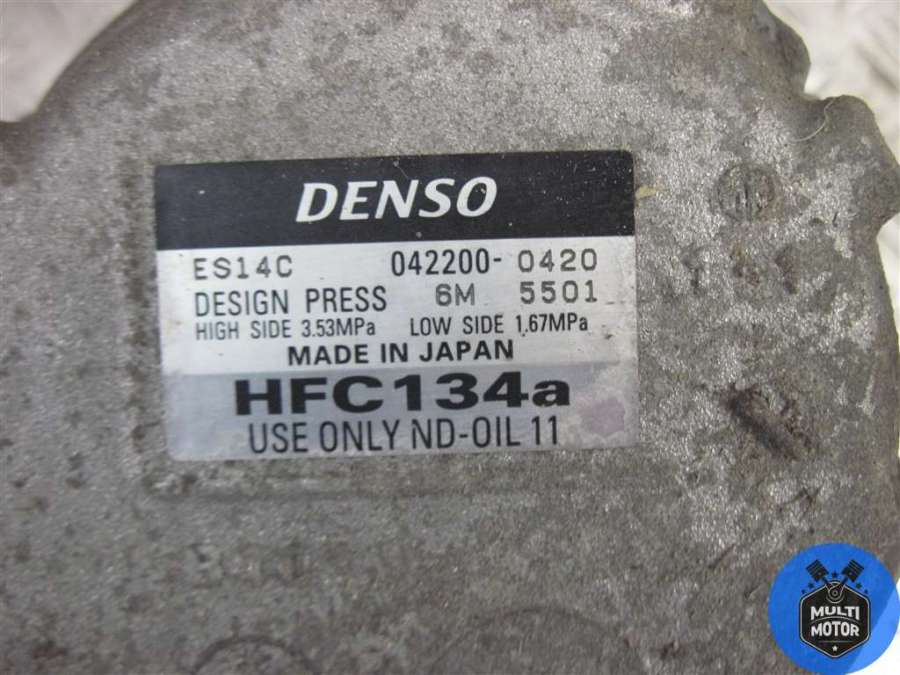 DENSO
ES14C 042200-0420
DESIGN PRESS 6M 5501
HIGH SIDE 3.53MPa LOW SIDE 1.67MPa
MADE IN JAPAN
HFC134a
USE ONLY ND-OIL 11
MULTI
MOTOR